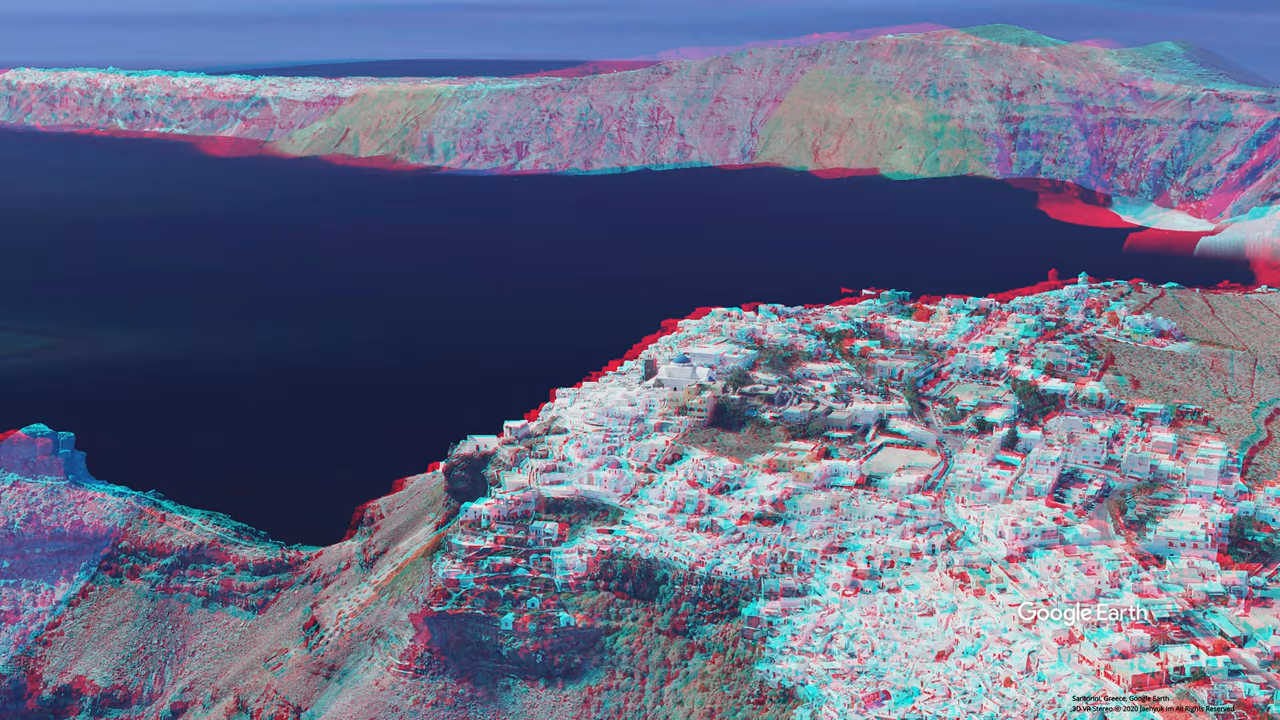 Google Earth
Santorini, Greece, Google Earth
3D VR Stereo @ 2020 Jaehyuk Im All Rights Reserved